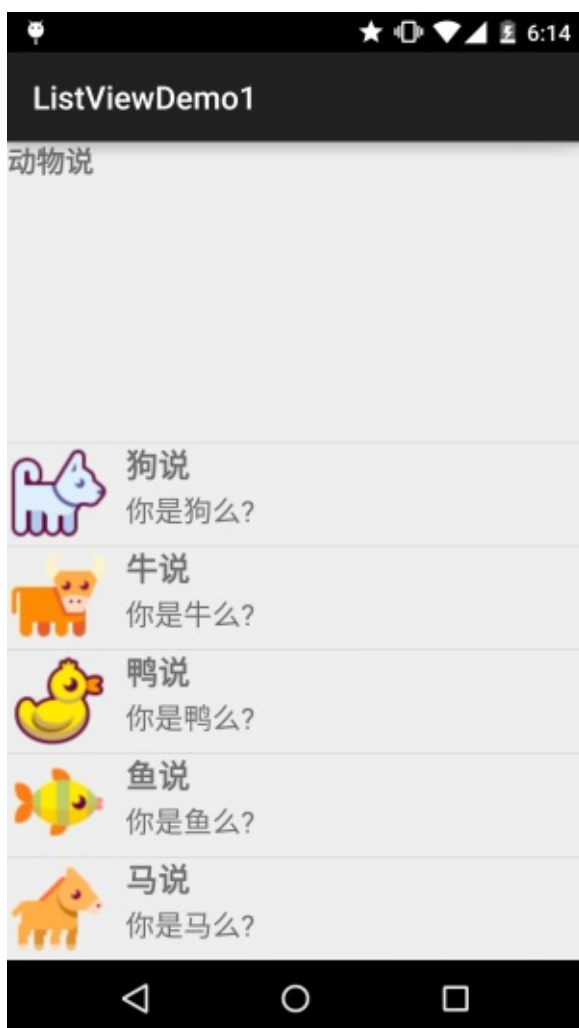 6:14
ListViewDemo1
动物说
狗说
你是狗么?
牛说
你是牛么?
鸭说
你是鸭么?
鱼说
你是鱼么?
马说
你是马么?